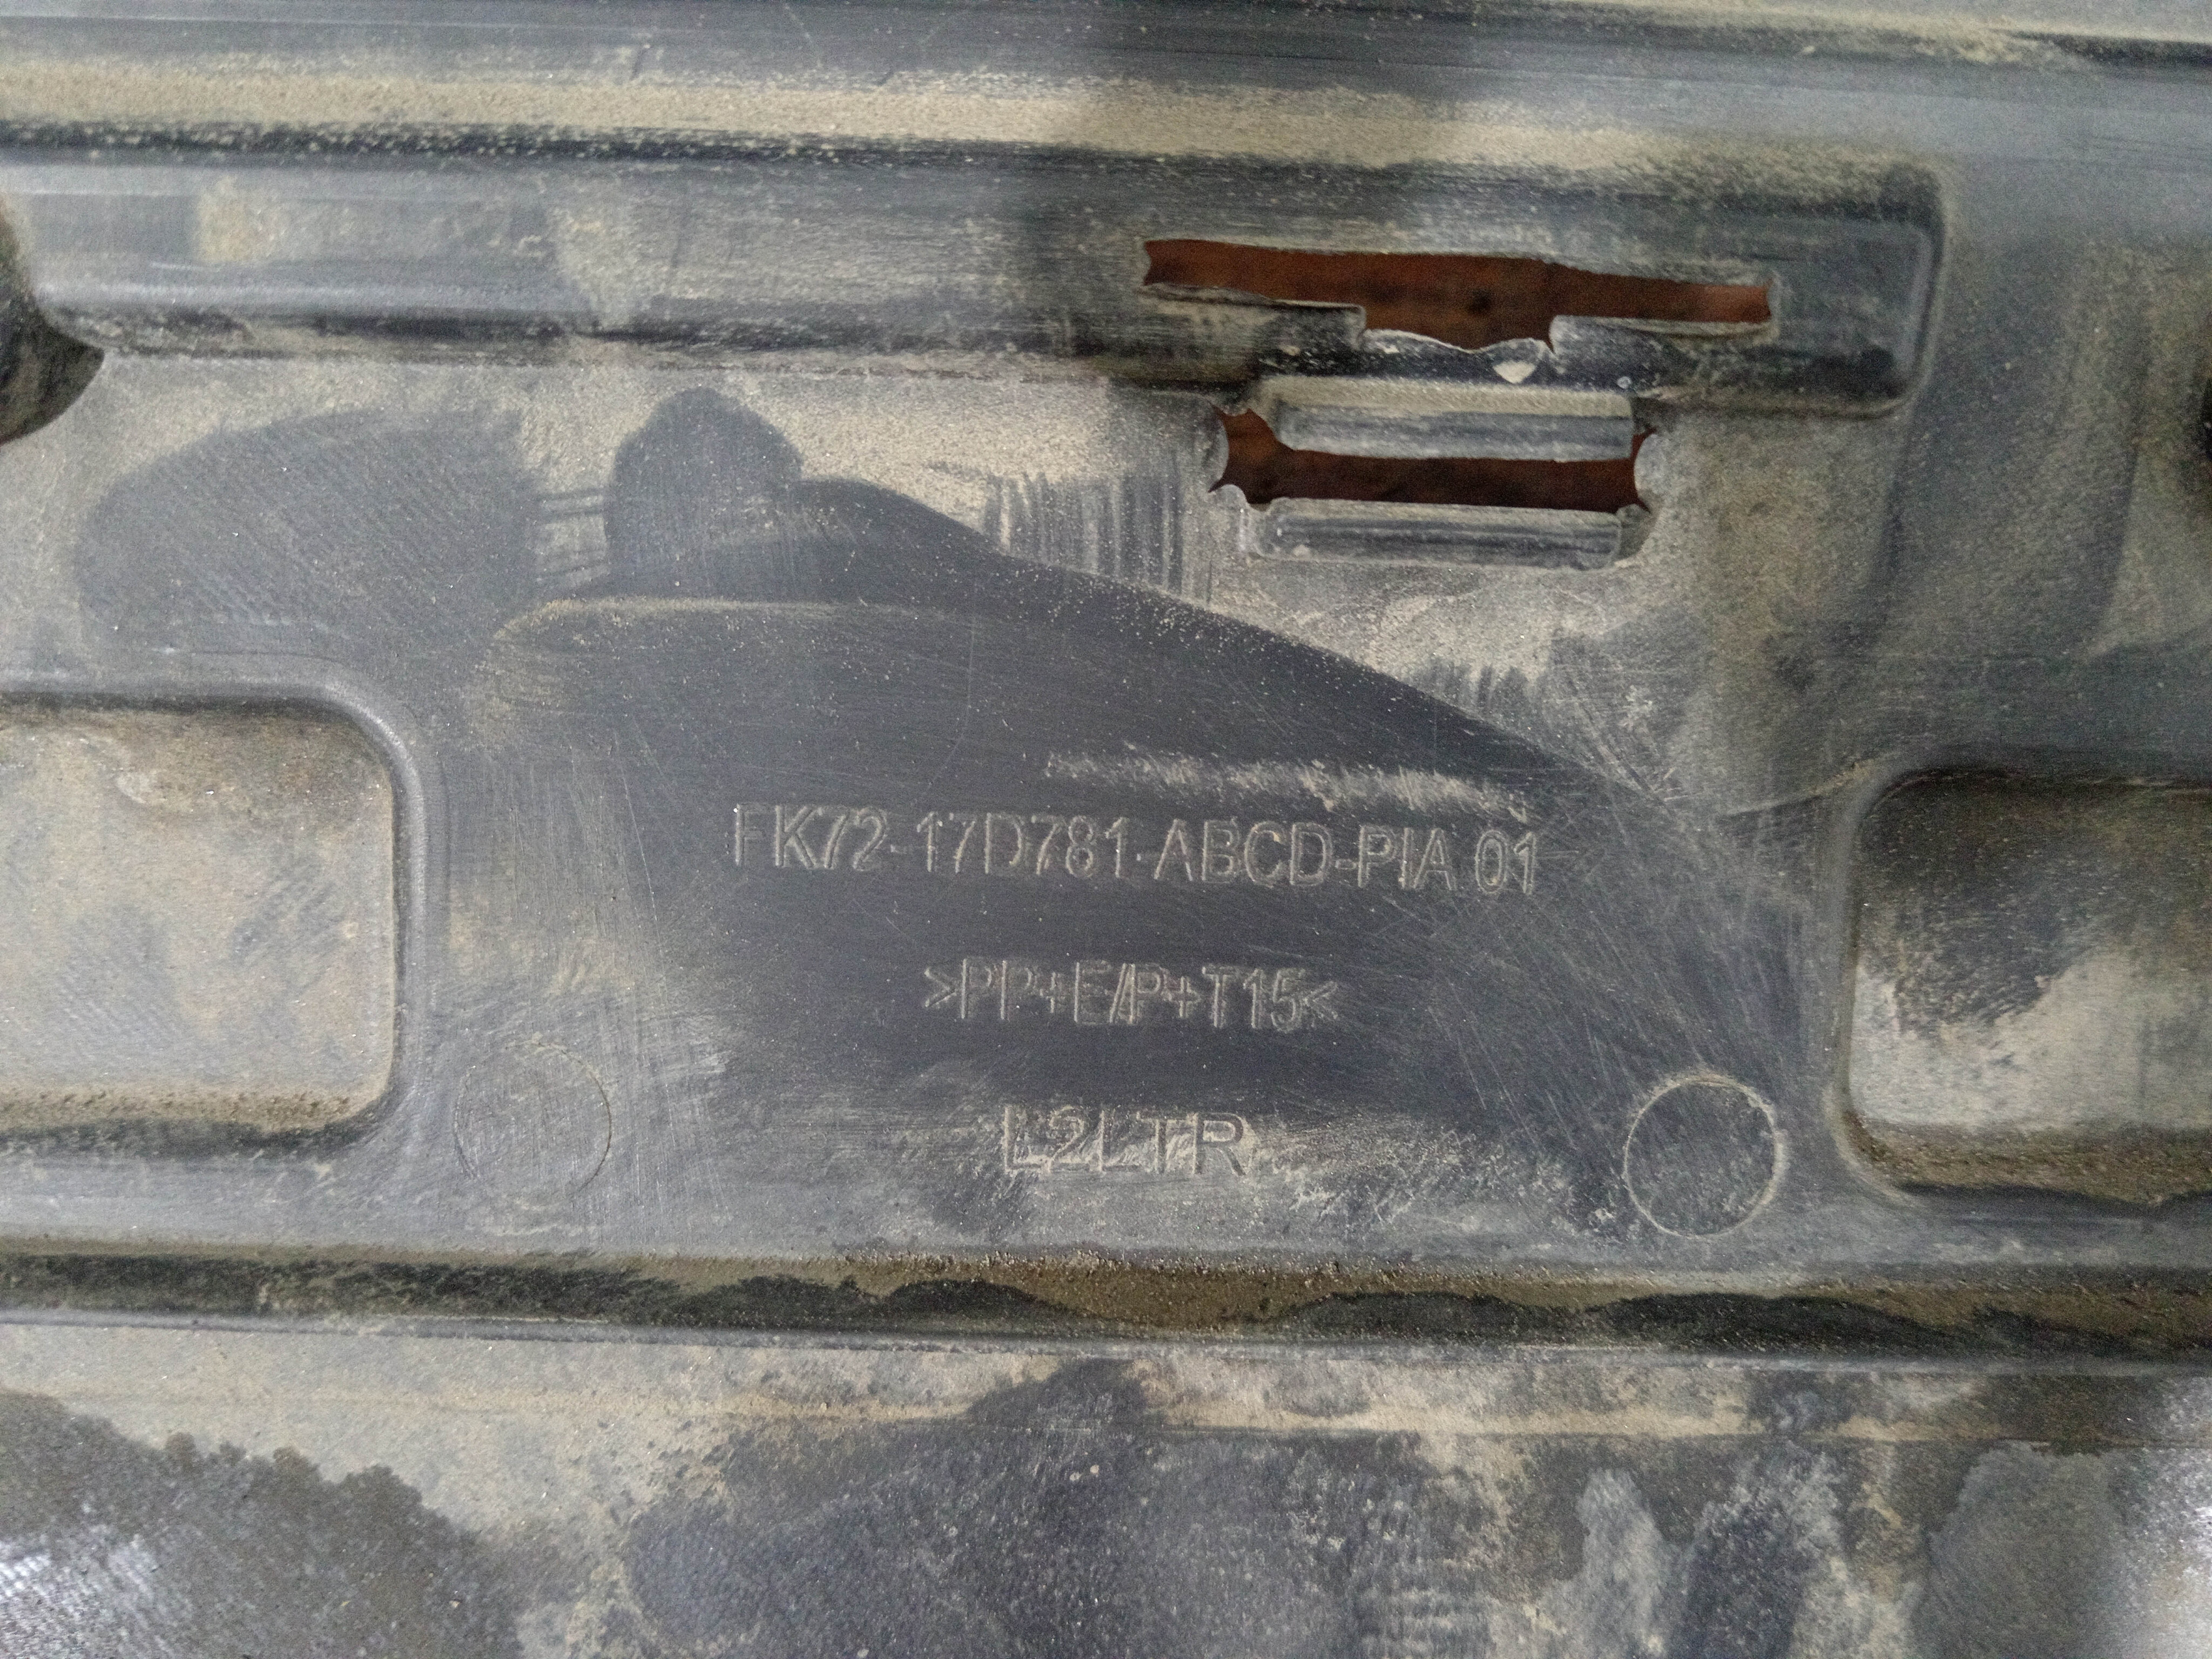 FK72-17D781-ABCD-PIA 01
>PP+E/P+T15<
L2LTR